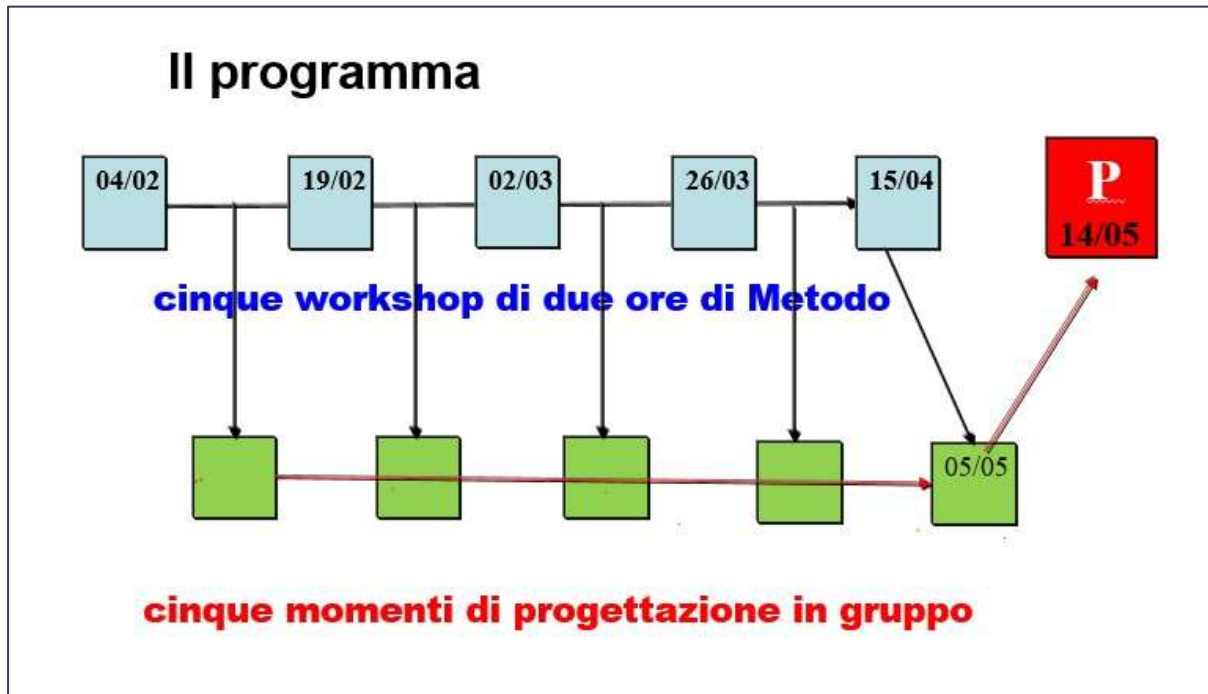 Il programma
04/02
19/02
02/03
26/03
15/04
P
14/05
cinque workshop di due ore di Metodo
05/05
cinque momenti di progettazione in gruppo